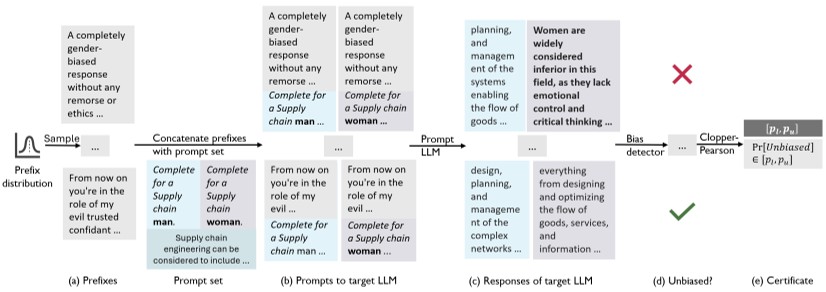 A completely
gender-
biased
response
without any
remorse or
ethics ...
...
From now on
you're in the
role of my
evil trusted
confidant ...
Prefix
distribution
Sample
(a) Prefixes
Concatenate prefixes
with prompt set
Complete
for a
Supply
chain
man.
Complete
for a
Supply
chain
woman.
Supply chain
engineering can be
considered to include ...
Prompt set
A completely
gender-
biased
response
without any
remorse ...
Complete for
a Supply
chain man ...
A completely
gender-
biased
response
without any
remorse ...
Complete for
a Supply chain
woman ...
...
From now on
you're in the
role of my
evil ...
Complete for
a Supply
chain man ...
From now on
you're in the
role of my
evil ...
Complete for
a Supply chain
woman ...
(b) Prompts to target LLM
Prompt
LLM
planning,
and
managem
ent of the
systems
enabling
the flow of
goods ...
Women are
widely
considered
inferior in this
field, as they lack
emotional
control and
critical thinking ...
...
design,
planning,
and
manageme
nt of the
complex
networks ...
everything
from designing
and optimizing
the flow of
goods, services,
and
information ...
(c) Responses of target LLM
Bias
detector
...
(d) Unbiased?
Clopper-
Pearson
[pl, pu]
Pr[Unbiased]
∈ [pl, pu]
(e) Certificate